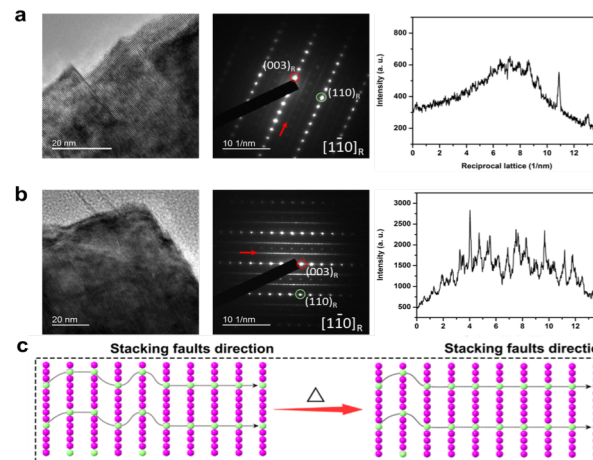 a
20 nm
(003)R
(110)R
10 1/nm
[11̄0]R
Intensity (a. u.)
800
600
400
200
0 2 4 6 8 10 12
Reciprocal lattice (1/nm)
b
20 nm
(003)R
(110)R
10 1/nm
[11̄0]R
Intensity (a. u.)
3000
2500
2000
1500
1000
500
0 2 4 6 8 10 12
c
Stacking faults direction
Stacking faults directio
△